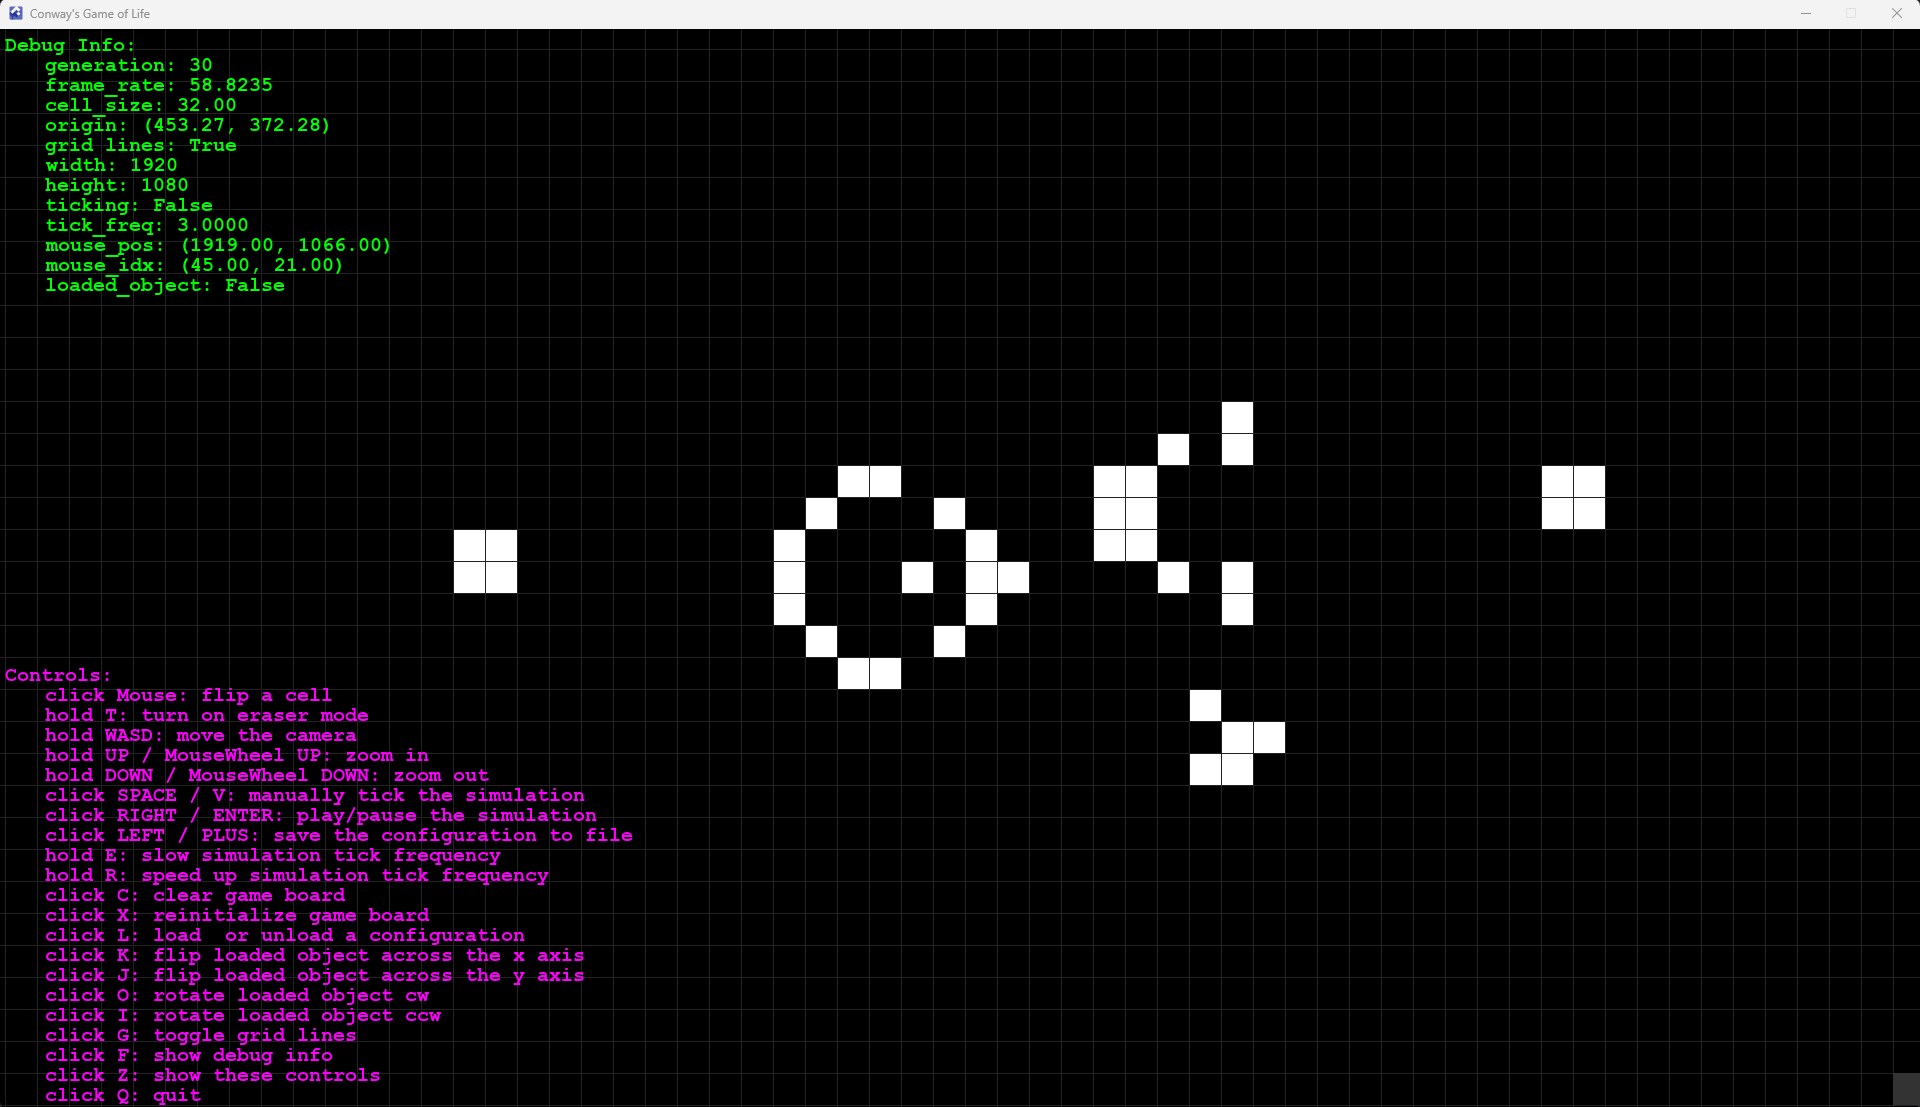 Conway's Game of Life
Debug Info:
generation: 30
frame_rate: 58.8235
cell_size: 32.00
origin: (453.27, 372.28)
grid lines: True
width: 1920
height: 1080
ticking: False
tick_freq: 3.0000
mouse_pos: (1919.00, 1066.00)
mouse_idx: (45.00, 21.00)
loaded_object: False
Controls:
click Mouse: flip a cell
hold T: turn on eraser mode
hold WASD: move the camera
hold UP / MouseWheel UP: zoom in
hold DOWN / MouseWheel DOWN: zoom out
click SPACE / V: manually tick the simulation
click RIGHT / ENTER: play/pause the simulation
click LEFT / PLUS: save the configuration to file
hold E: slow simulation tick frequency
hold R: speed up simulation tick frequency
click C: clear game board
click X: reinitialize game board
click L: load  or unload a configuration
click K: flip loaded object across the x axis
click J: flip loaded object across the y axis
click O: rotate loaded object cw
click I: rotate loaded object ccw
click G: toggle grid lines
click F: show debug info
click Z: show these controls
click Q: quit